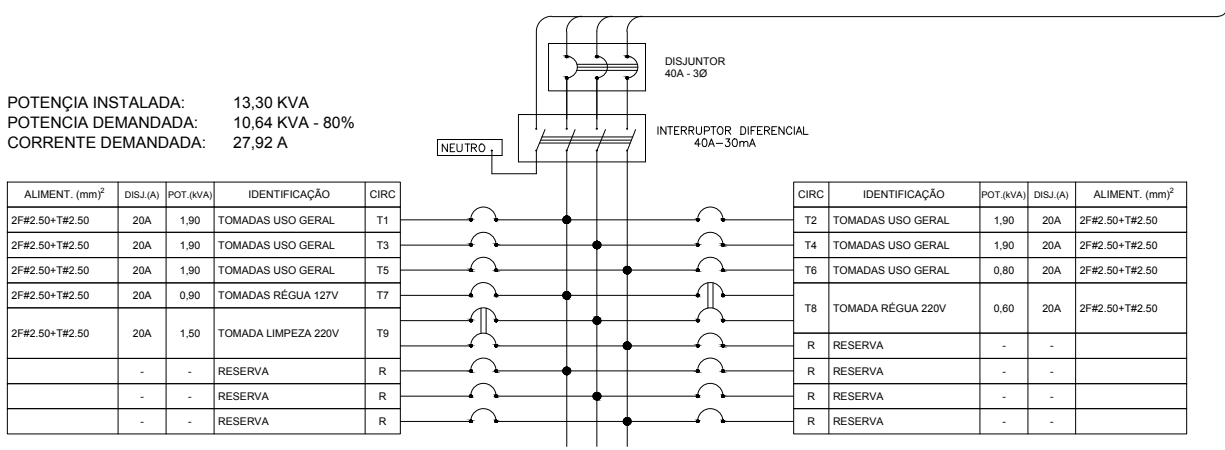 DISJUNTOR
40A - 3Ø
POTENÇIA INSTALADA: 13,30 KVA
POTENCIA DEMANDADA: 10,64 KVA - 80%
CORRENTE DEMANDADA: 27,92 A
INTERRUPTOR DIFERENCIAL
40A-30mA
NEUTRO
ALIMENT. (mm)² DISJ.(A) POT.(kVA) IDENTIFICAÇÃO CIRC
2F#2.50+T#2.50 20A 1,90 TOMADAS USO GERAL T1
2F#2.50+T#2.50 20A 1,90 TOMADAS USO GERAL T3
2F#2.50+T#2.50 20A 1,90 TOMADAS USO GERAL T5
2F#2.50+T#2.50 20A 0,90 TOMADAS RÉGUA 127V T7
2F#2.50+T#2.50 20A 1,50 TOMADA LIMPEZA 220V T9
- - RESERVA R
- - RESERVA R
- - RESERVA R
CIRC IDENTIFICAÇÃO POT.(kVA) DISJ.(A) ALIMENT. (mm)²
T2 TOMADAS USO GERAL 1,90 20A 2F#2.50+T#2.50
T4 TOMADAS USO GERAL 1,90 20A 2F#2.50+T#2.50
T6 TOMADAS USO GERAL 0,80 20A 2F#2.50+T#2.50
T8 TOMADA RÉGUA 220V 0,60 20A 2F#2.50+T#2.50
R RESERVA - -
R RESERVA - -
R RESERVA - -
R RESERVA - -